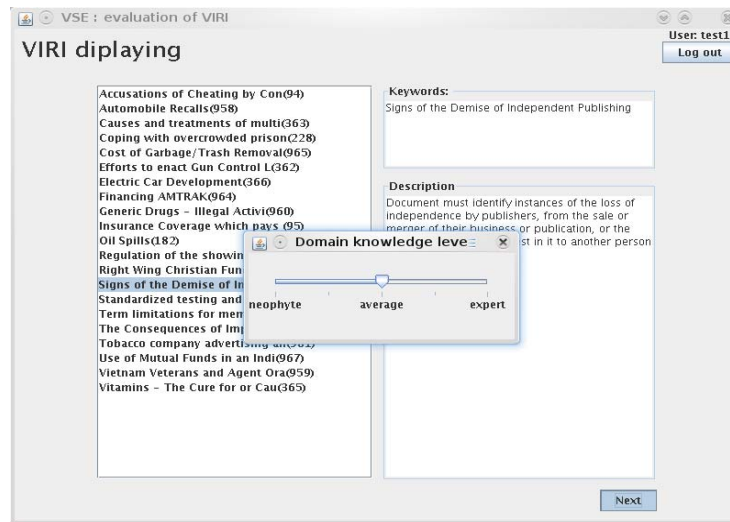 VSE : evaluation of VIRI
User: test1
VIRI diplaying
Log out
Accusations of Cheating by Con(94)
Automobile Recalls(958)
Causes and treatments of multi(363)
Coping with overcrowded prison(228)
Cost of Garbage/Trash Removal(965)
Efforts to enact Gun Control L(362)
Electric Car Development(366)
Financing AMTRAK(964)
Generic Drugs - Illegal Activi(960)
Insurance Coverage which pays (95)
Oil Spills(182)
Regulation of the showin
Right Wing Christian Fun
Signs of the Demise of In
Standardized testing and
Term limitations for mem
The Consequences of Imp
Tobacco company advertising an(981)
Use of Mutual Funds in an Indi(967)
Vietnam Veterans and Agent Ora(959)
Vitamins - The Cure for or Cau(365)
Keywords:
Signs of the Demise of Independent Publishing
Description
Document must identify instances of the loss of
independence by publishers, from the sale or
merger of their business or publication, or the
st in it to another person
Domain knowledge leve
neophyte average expert
Next